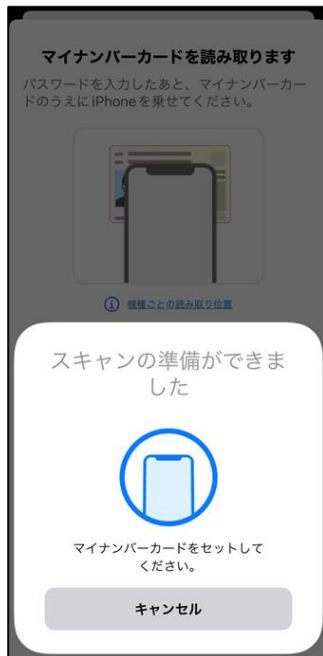 マイナンバーカードを読み取ります
パスワードを入力したあと、マイナンバーカー
ドのうえにiPhoneを乗せてください。
機種ごとの読み取り位置
スキャンの準備ができま
した
マイナンバーカードをセットして
ください。
キャンセル